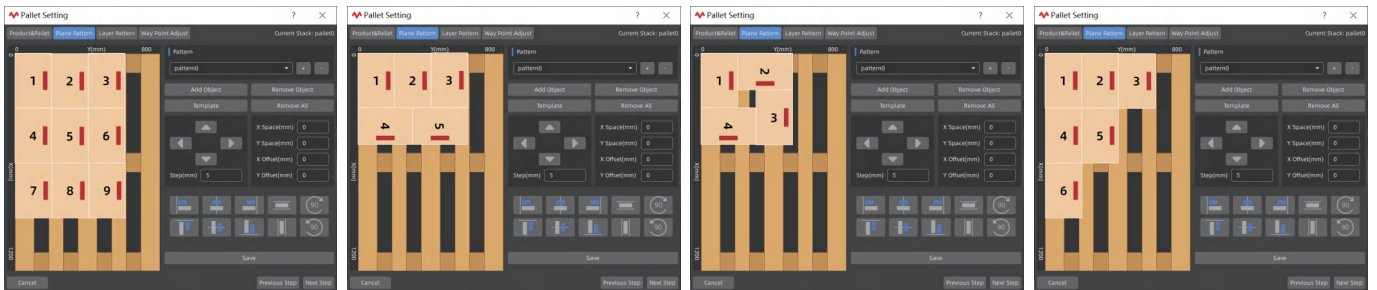 Pallet Setting ? ×
Product&Pallet Plane Pattern Layer Pattern Way Point Adjust Current Stack: pallet0
0 Y(mm) 800
0
X(mm)
1200
1 2 3
4 5 6
7 8 9
Pattern
pattern0 + -
Add Object Remove Object
Template Remove All
X Space(mm) 0
Y Space(mm) 0
X Offset(mm) 0
Step(mm) 5 Y Offset(mm) 0
90
90
Save
Cancel Previous Step Next Step
Pallet Setting ? ×
Product&Pallet Plane Pattern Layer Pattern Way Point Adjust Current Stack: pallet0
0 Y(mm) 800
0
X(mm)
1200
1 2 3
4 5
Pattern
pattern0 + -
Add Object Remove Object
Template Remove All
X Space(mm) 0
Y Space(mm) 0
X Offset(mm) 0
Step(mm) 5 Y Offset(mm) 0
90
90
Save
Cancel Previous Step Next Step
Pallet Setting ? ×
Product&Pallet Plane Pattern Layer Pattern Way Point Adjust Current Stack: pallet0
0 Y(mm) 800
0
X(mm)
1200
1 2
4 3
Pattern
pattern0 + -
Add Object Remove Object
Template Remove All
X Space(mm) 0
Y Space(mm) 0
X Offset(mm) 0
Step(mm) 5 Y Offset(mm) 0
90
90
Save
Cancel Previous Step Next Step
Pallet Setting ? ×
Product&Pallet Plane Pattern Layer Pattern Way Point Adjust Current Stack: pallet0
0 Y(mm) 800
0
X(mm)
1200
1 2 3
4 5
6
Pattern
pattern0 + -
Add Object Remove Object
Template Remove All
X Space(mm) 0
Y Space(mm) 0
X Offset(mm) 0
Step(mm) 5 Y Offset(mm) 0
90
90
Save
Cancel Previous Step Next Step